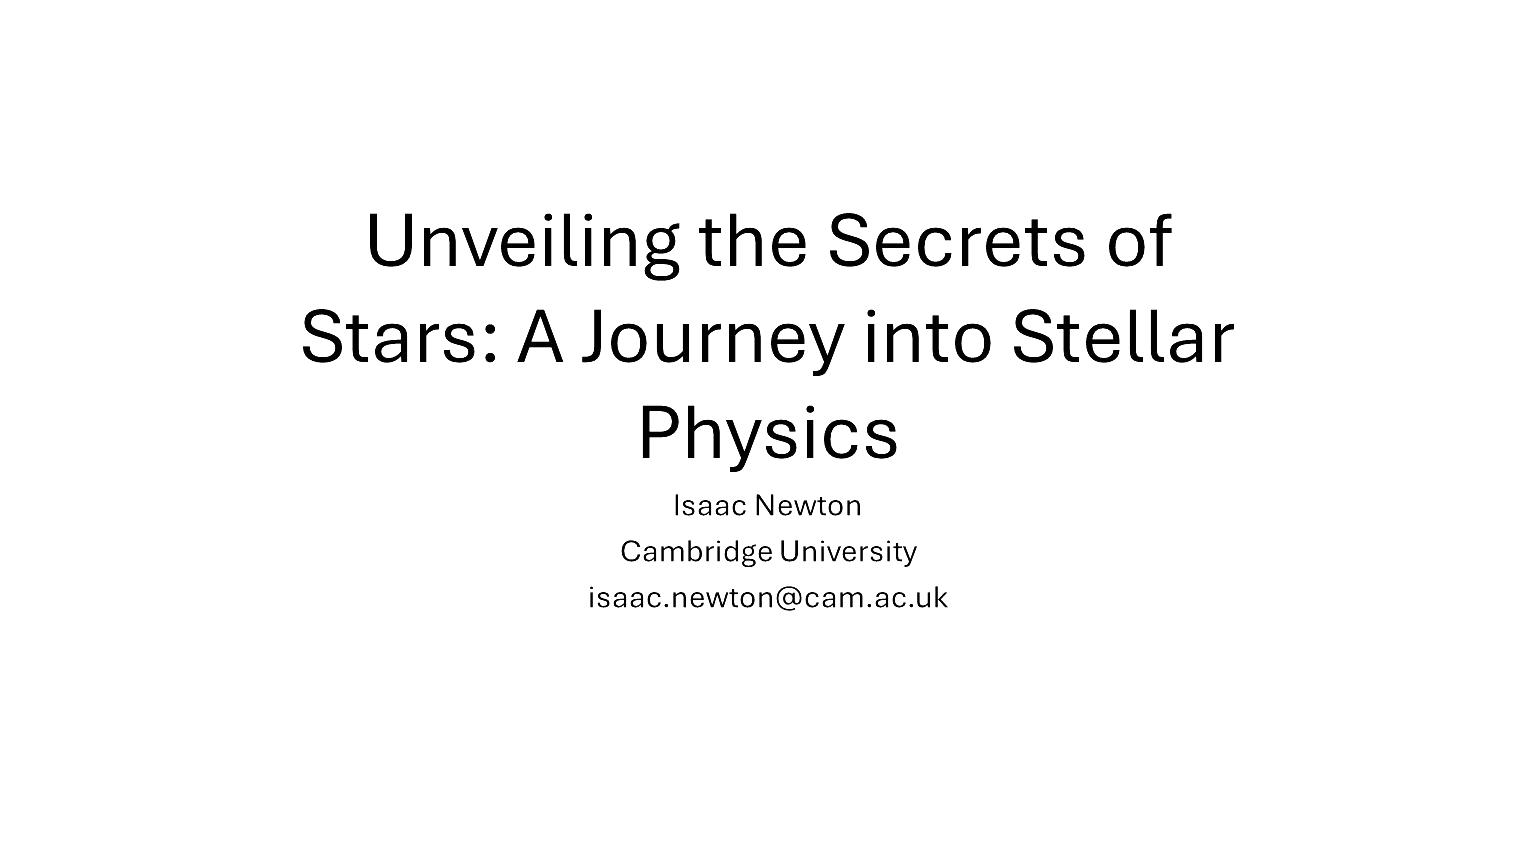 Unveiling the Secrets of
Stars: A Journey into Stellar
Physics
Isaac Newton
Cambridge University
isaac.newton@cam.ac.uk